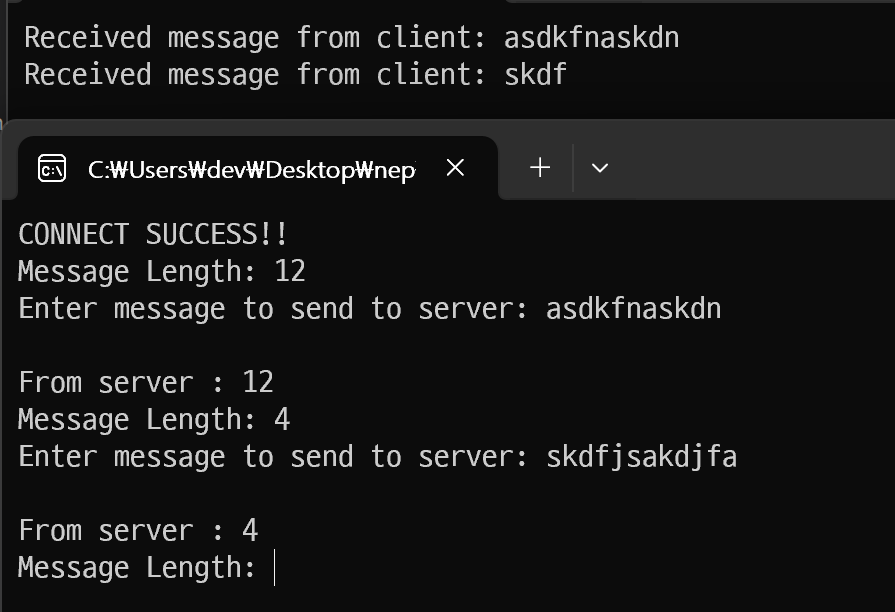 Received message from client: asdkfnaskdn
Received message from client: skdf
C:₩Users₩dev₩Desktop₩nep
CONNECT SUCCESS!!
Message Length: 12
Enter message to send to server: asdkfnaskdn
From server : 12
Message Length: 4
Enter message to send to server: skdfjsakdjfa
From server : 4
Message Length: